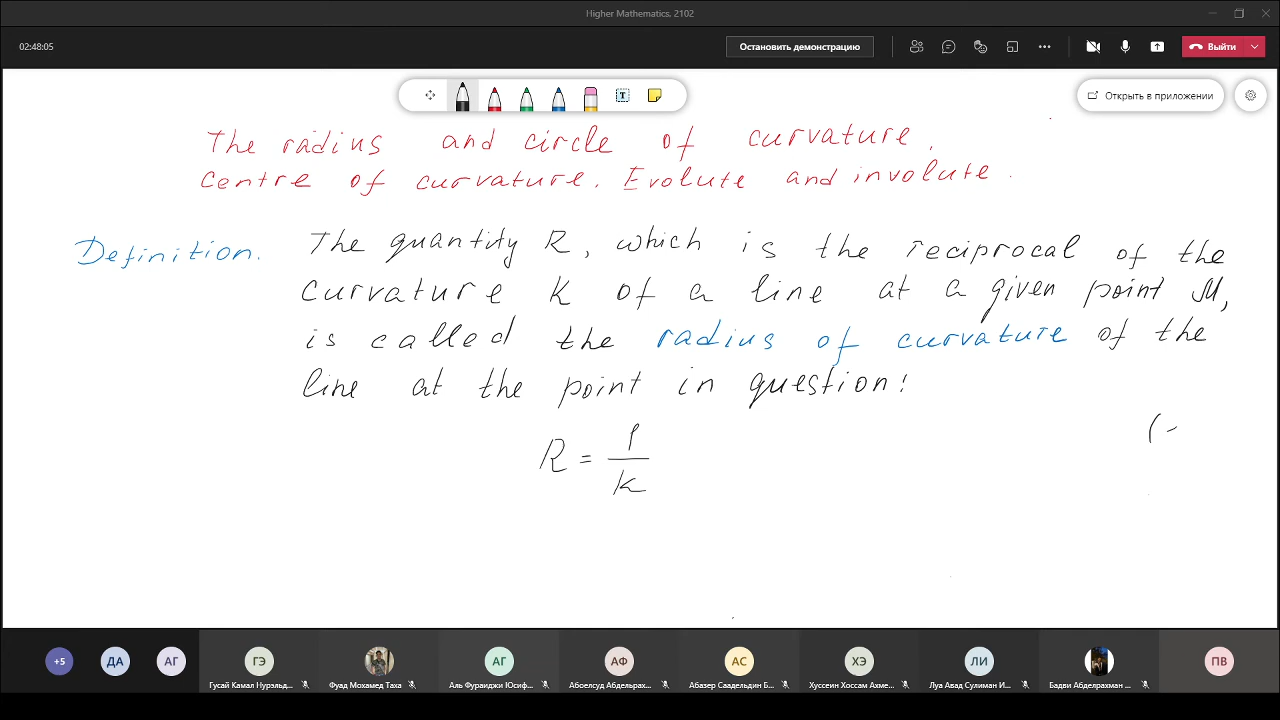 Higher Mathematics, 2102
02:48:05
Остановить демонстрацию
Выйти
Открыть в приложении
The radius and circle of curvature.
Centre of curvature. Evolute and involute.
Definition. The quantity R, which is the reciprocal of the
curvature K of a line at a given point M,
is called the radius of curvature of the
line at the point in question:
(-
R = 1
K
+5
ДА
АГ
ГЭ
АГ
АФ
АС
ХЭ
ЛИ
ПВ
Гусай Камал Нурэльд...
Фуад Мохамед Таха
Аль Фураиджи Юсиф...
Абоелсуд Абдельрах...
Абазер Саадельдин Б...
Хуссеин Хоссам Ахме...
Луа Авад Сулиман И...
Бадви Абделрахман ...